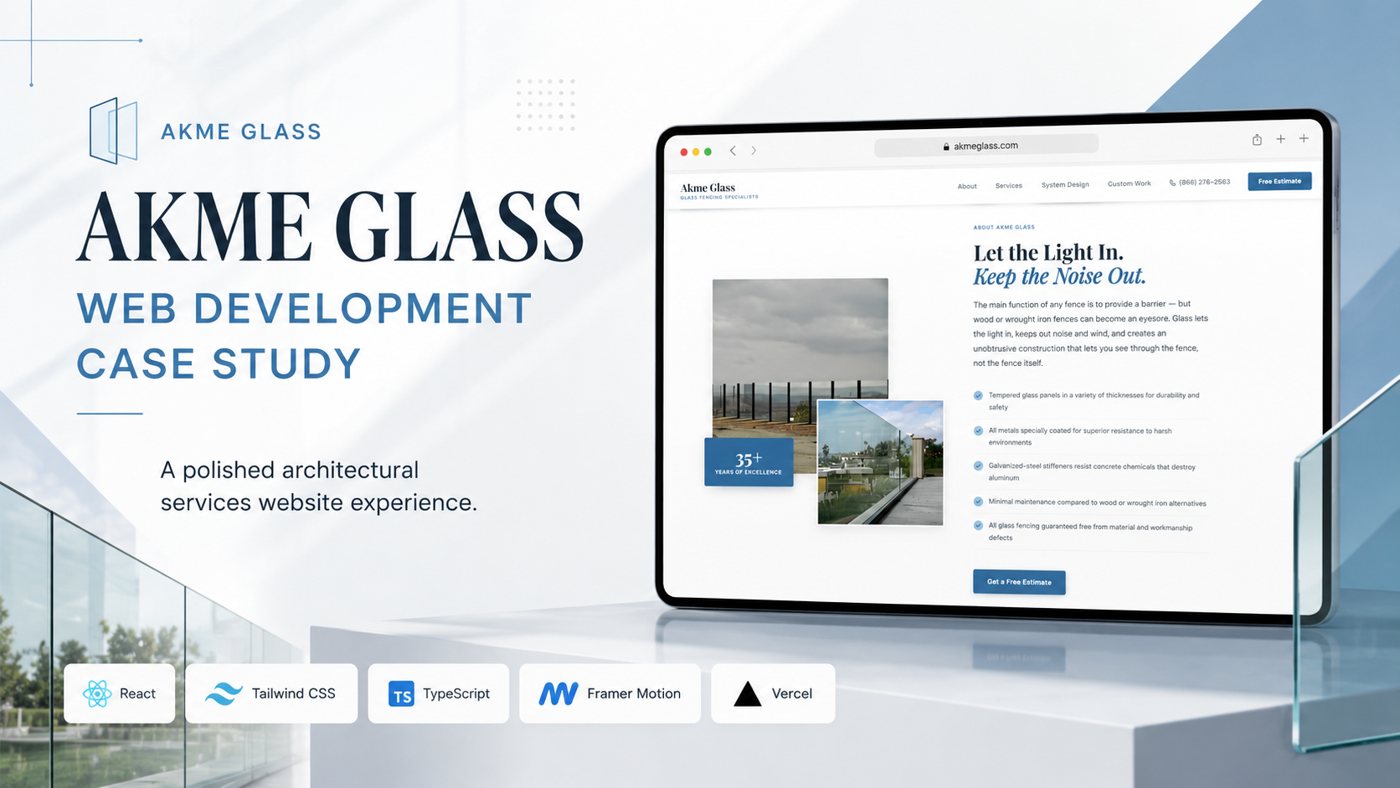 AKME GLASS
AKME GLASS
WEB DEVELOPMENT
CASE STUDY
A polished architectural
services website experience.
React
Tailwind CSS
TS TypeScript
Framer Motion
Vercel
akmeglass.com
Akme Glass
GLASS FENCING SPECIALISTS
About
Services
System Design
Custom Work
(866) 276-2563
Free Estimate
35+
YEARS OF EXCELLENCE
ABOUT AKME GLASS
Let the Light In.
Keep the Noise Out.
The main function of any fence is to provide a barrier — but
wood or wrought iron fences can become an eyesore. Glass lets
the light in, keeps out noise and wind, and creates an
unobtrusive construction that lets you see through the fence,
not the fence itself.
Tempered glass panels in a variety of thicknesses for durability and
safety
All metals specially coated for superior resistance to harsh
environments
Galvanized-steel stiffeners resist concrete chemicals that destroy
aluminum
Minimal maintenance compared to wood or wrought iron alternatives
All glass fencing guaranteed free from material and workmanship
defects
Get a Free Estimate